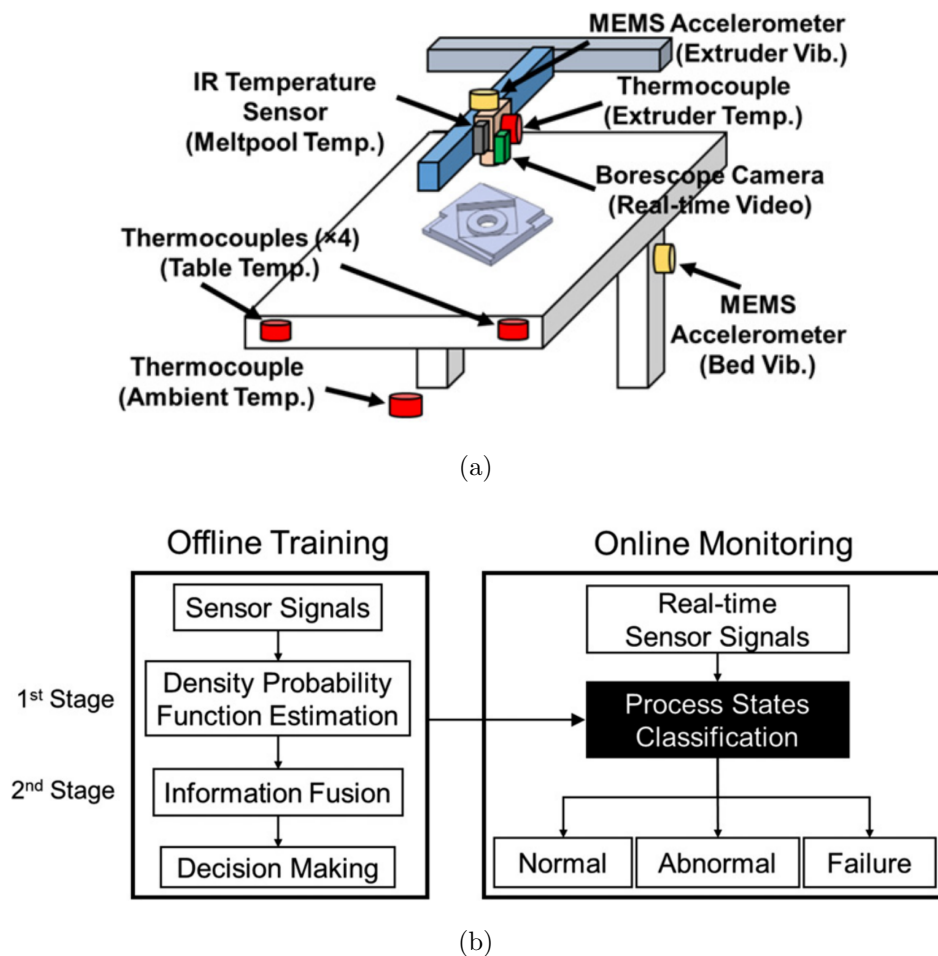 MEMS Accelerometer
(Extruder Vib.)
IR Temperature
Sensor
(Meltpool Temp.)
Thermocouple
(Extruder Temp.)
Borescope Camera
(Real-time Video)
Thermocouples (×4)
(Table Temp.)
MEMS
Accelerometer
(Bed Vib.)
Thermocouple
(Ambient Temp.)
(a)
Offline Training
Online Monitoring
Sensor Signals
Real-time
Sensor Signals
1st Stage
Density Probability
Function Estimation
Process States
Classification
2nd Stage
Information Fusion
Decision Making
Normal
Abnormal
Failure
(b)